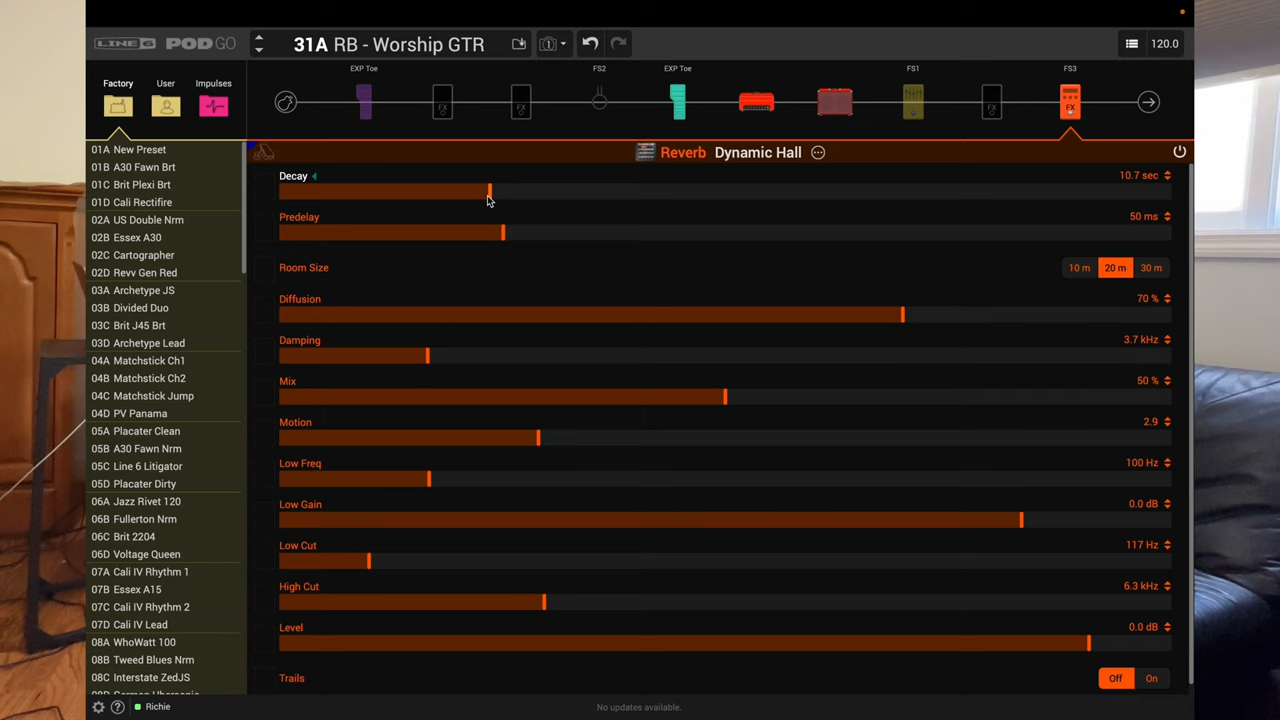 LINE 6 POD GO
31A RB - Worship GTR
1
120.0
Factory
User
Impulses
EXP Toe
FS2
EXP Toe
FS1
FS3
FX
FX
FX
FX
Reverb Dynamic Hall
01A New Preset
01B A30 Fawn Brt
01C Brit Plexi Brt
01D Cali Rectifire
02A US Double Nrm
02B Essex A30
02C Cartographer
02D Revv Gen Red
03A Archetype JS
03B Divided Duo
03C Brit J45 Brt
03D Archetype Lead
04A Matchstick Ch1
04B Matchstick Ch2
04C Matchstick Jump
04D PV Panama
05A Placater Clean
05B A30 Fawn Nrm
05C Line 6 Litigator
05D Placater Dirty
06A Jazz Rivet 120
06B Fullerton Nrm
06C Brit 2204
06D Voltage Queen
07A Cali IV Rhythm 1
07B Essex A15
07C Cali IV Rhythm 2
07D Cali IV Lead
08A WhoWatt 100
08B Tweed Blues Nrm
08C Interstate ZedJS
08D German Ubersonic
Decay 10.7 sec
Predelay 50 ms
Room Size 10 m 20 m 30 m
Diffusion 70 %
Damping 3.7 kHz
Mix 50 %
Motion 2.9
Low Freq 100 Hz
Low Gain 0.0 dB
Low Cut 117 Hz
High Cut 6.3 kHz
Level 0.0 dB
Trails Off On
? Richie
No updates available.